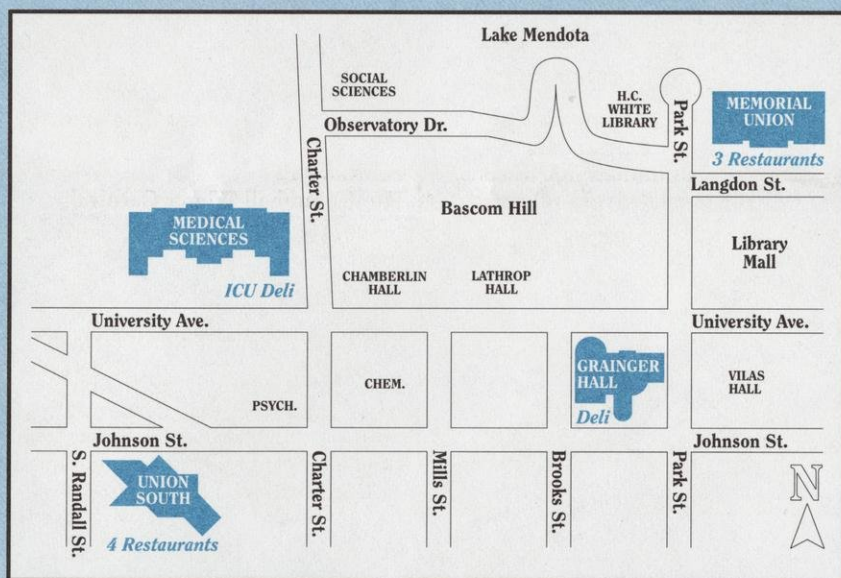 Lake Mendota
SOCIAL
SCIENCES
H.C.
WHITE
LIBRARY
Park St.
MEMORIAL
UNION
3 Restaurants
Observatory Dr.
Charter St.
Langdon St.
MEDICAL
SCIENCES
ICU Deli
Bascom Hill
Library
Mall
CHAMBERLIN
HALL
LATHROP
HALL
University Ave.
University Ave.
PSYCH.
CHEM.
GRAINGER
HALL
Deli
VILAS
HALL
Johnson St.
Johnson St.
S. Randall St.
UNION
SOUTH
4 Restaurants
Charter St.
Mills St.
Brooks St.
Park St.
N